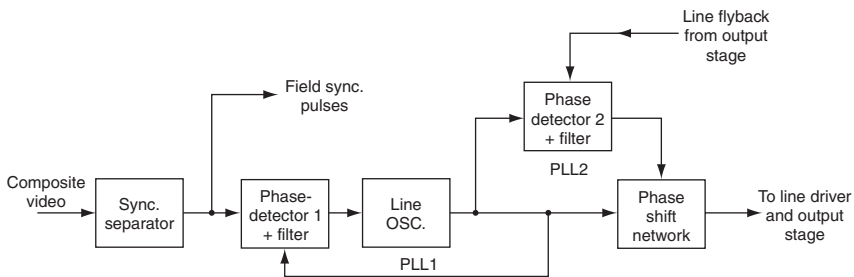 Line flyback
from output
stage
Field sync.
pulses
Phase
detector 2
+ filter
PLL2
Composite
video
Sync.
separator
Phase-
detector 1
+ filter
Line
OSC.
Phase
shift
network
To line driver
and output
stage
PLL1